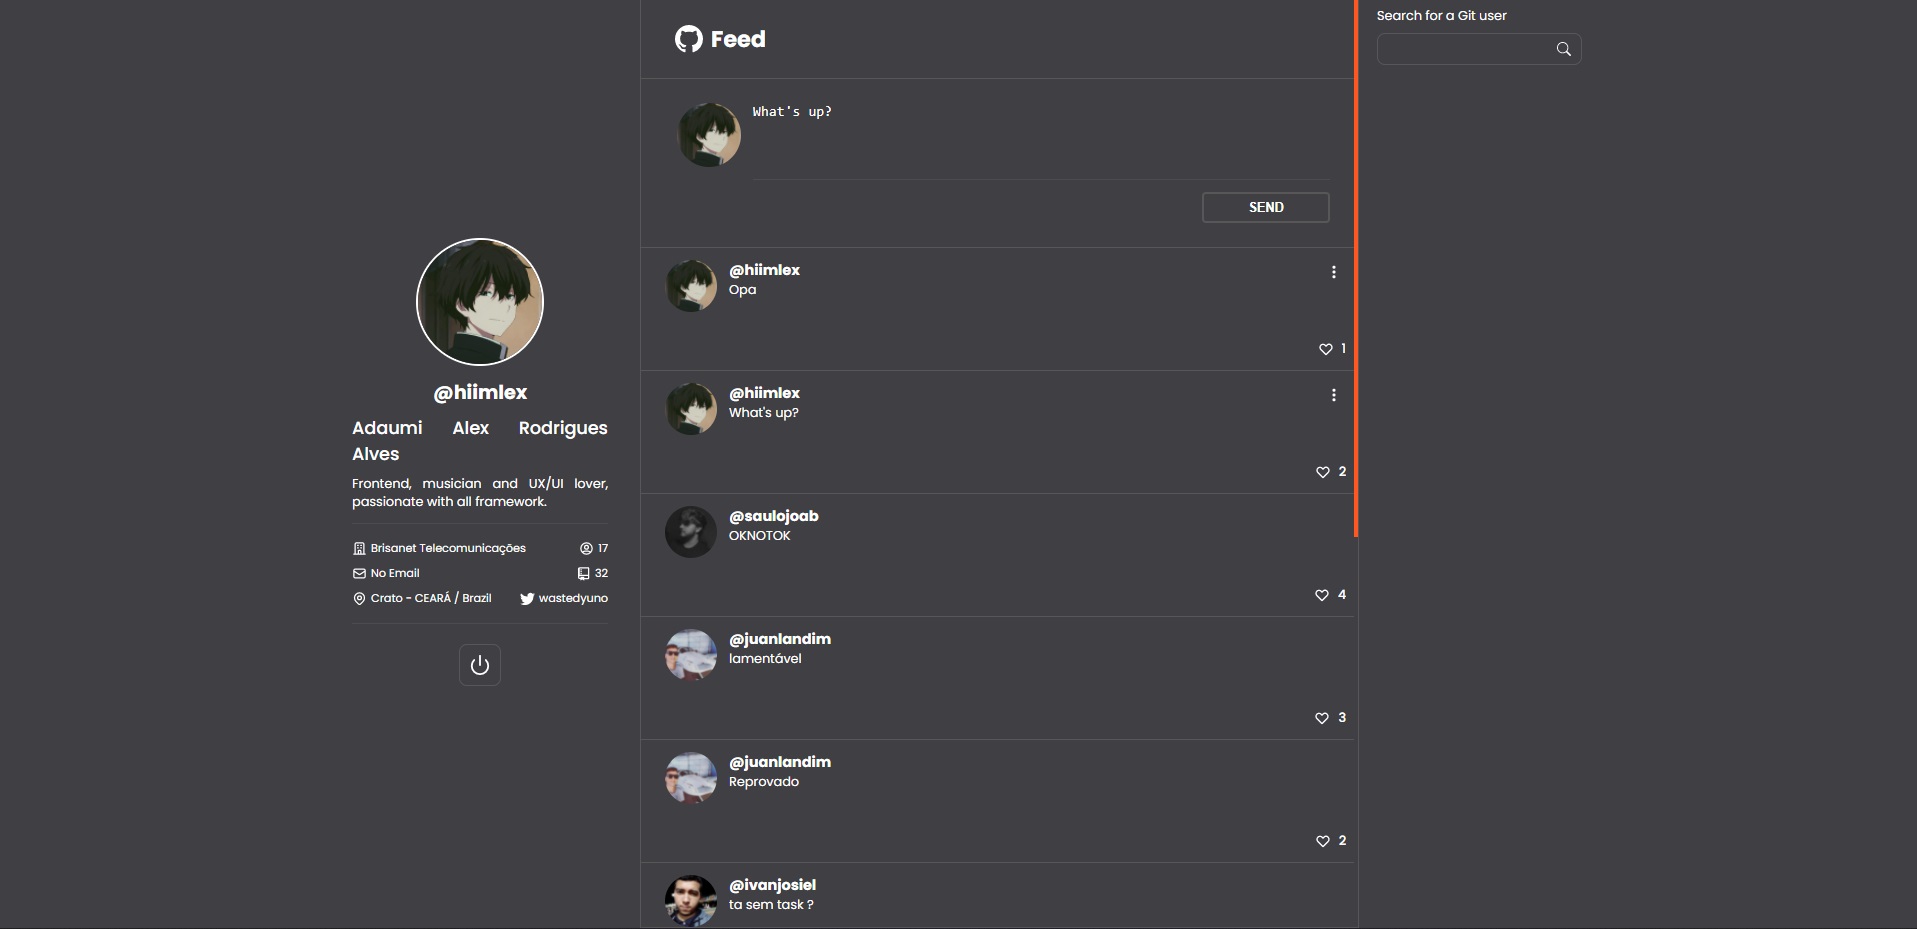 @hiimlex
Adaumi Alex Rodrigues
Alves
Frontend, musician and UX/UI lover,
passionate with all framework.
Brisanet Telecomunicações 17
No Email 32
Crato - CEARÁ / Brazil wastedyuno
Feed
What's up?
SEND
@hiimlex
Opa
1
@hiimlex
What's up?
2
@saulojoab
OKNOTOK
4
@juanlandim
lamentável
3
@juanlandim
Reprovado
2
@ivanjosiel
ta sem task ?
Search for a Git user